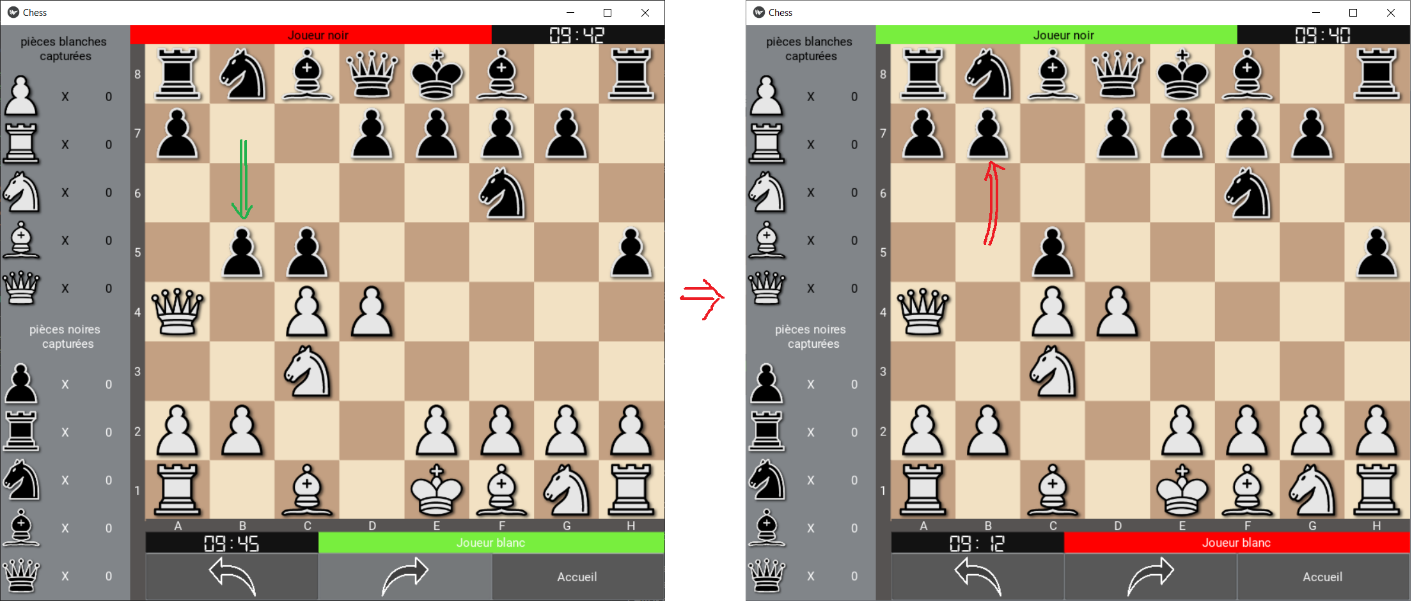 Chess
pièces blanches
capturées
X 0
X 0
X 0
X 0
X 0
pièces noires
capturées
X 0
X 0
X 0
X 0
X 0
Joueur noir
09:42
8
7
6
5
4
3
2
1
A B C D E F G H
09:45
Joueur blanc
Accueil
Chess
pièces blanches
capturées
X 0
X 0
X 0
X 0
X 0
pièces noires
capturées
X 0
X 0
X 0
X 0
X 0
Joueur noir
09:40
8
7
6
5
4
3
2
1
A B C D E F G H
09:12
Joueur blanc
Accueil